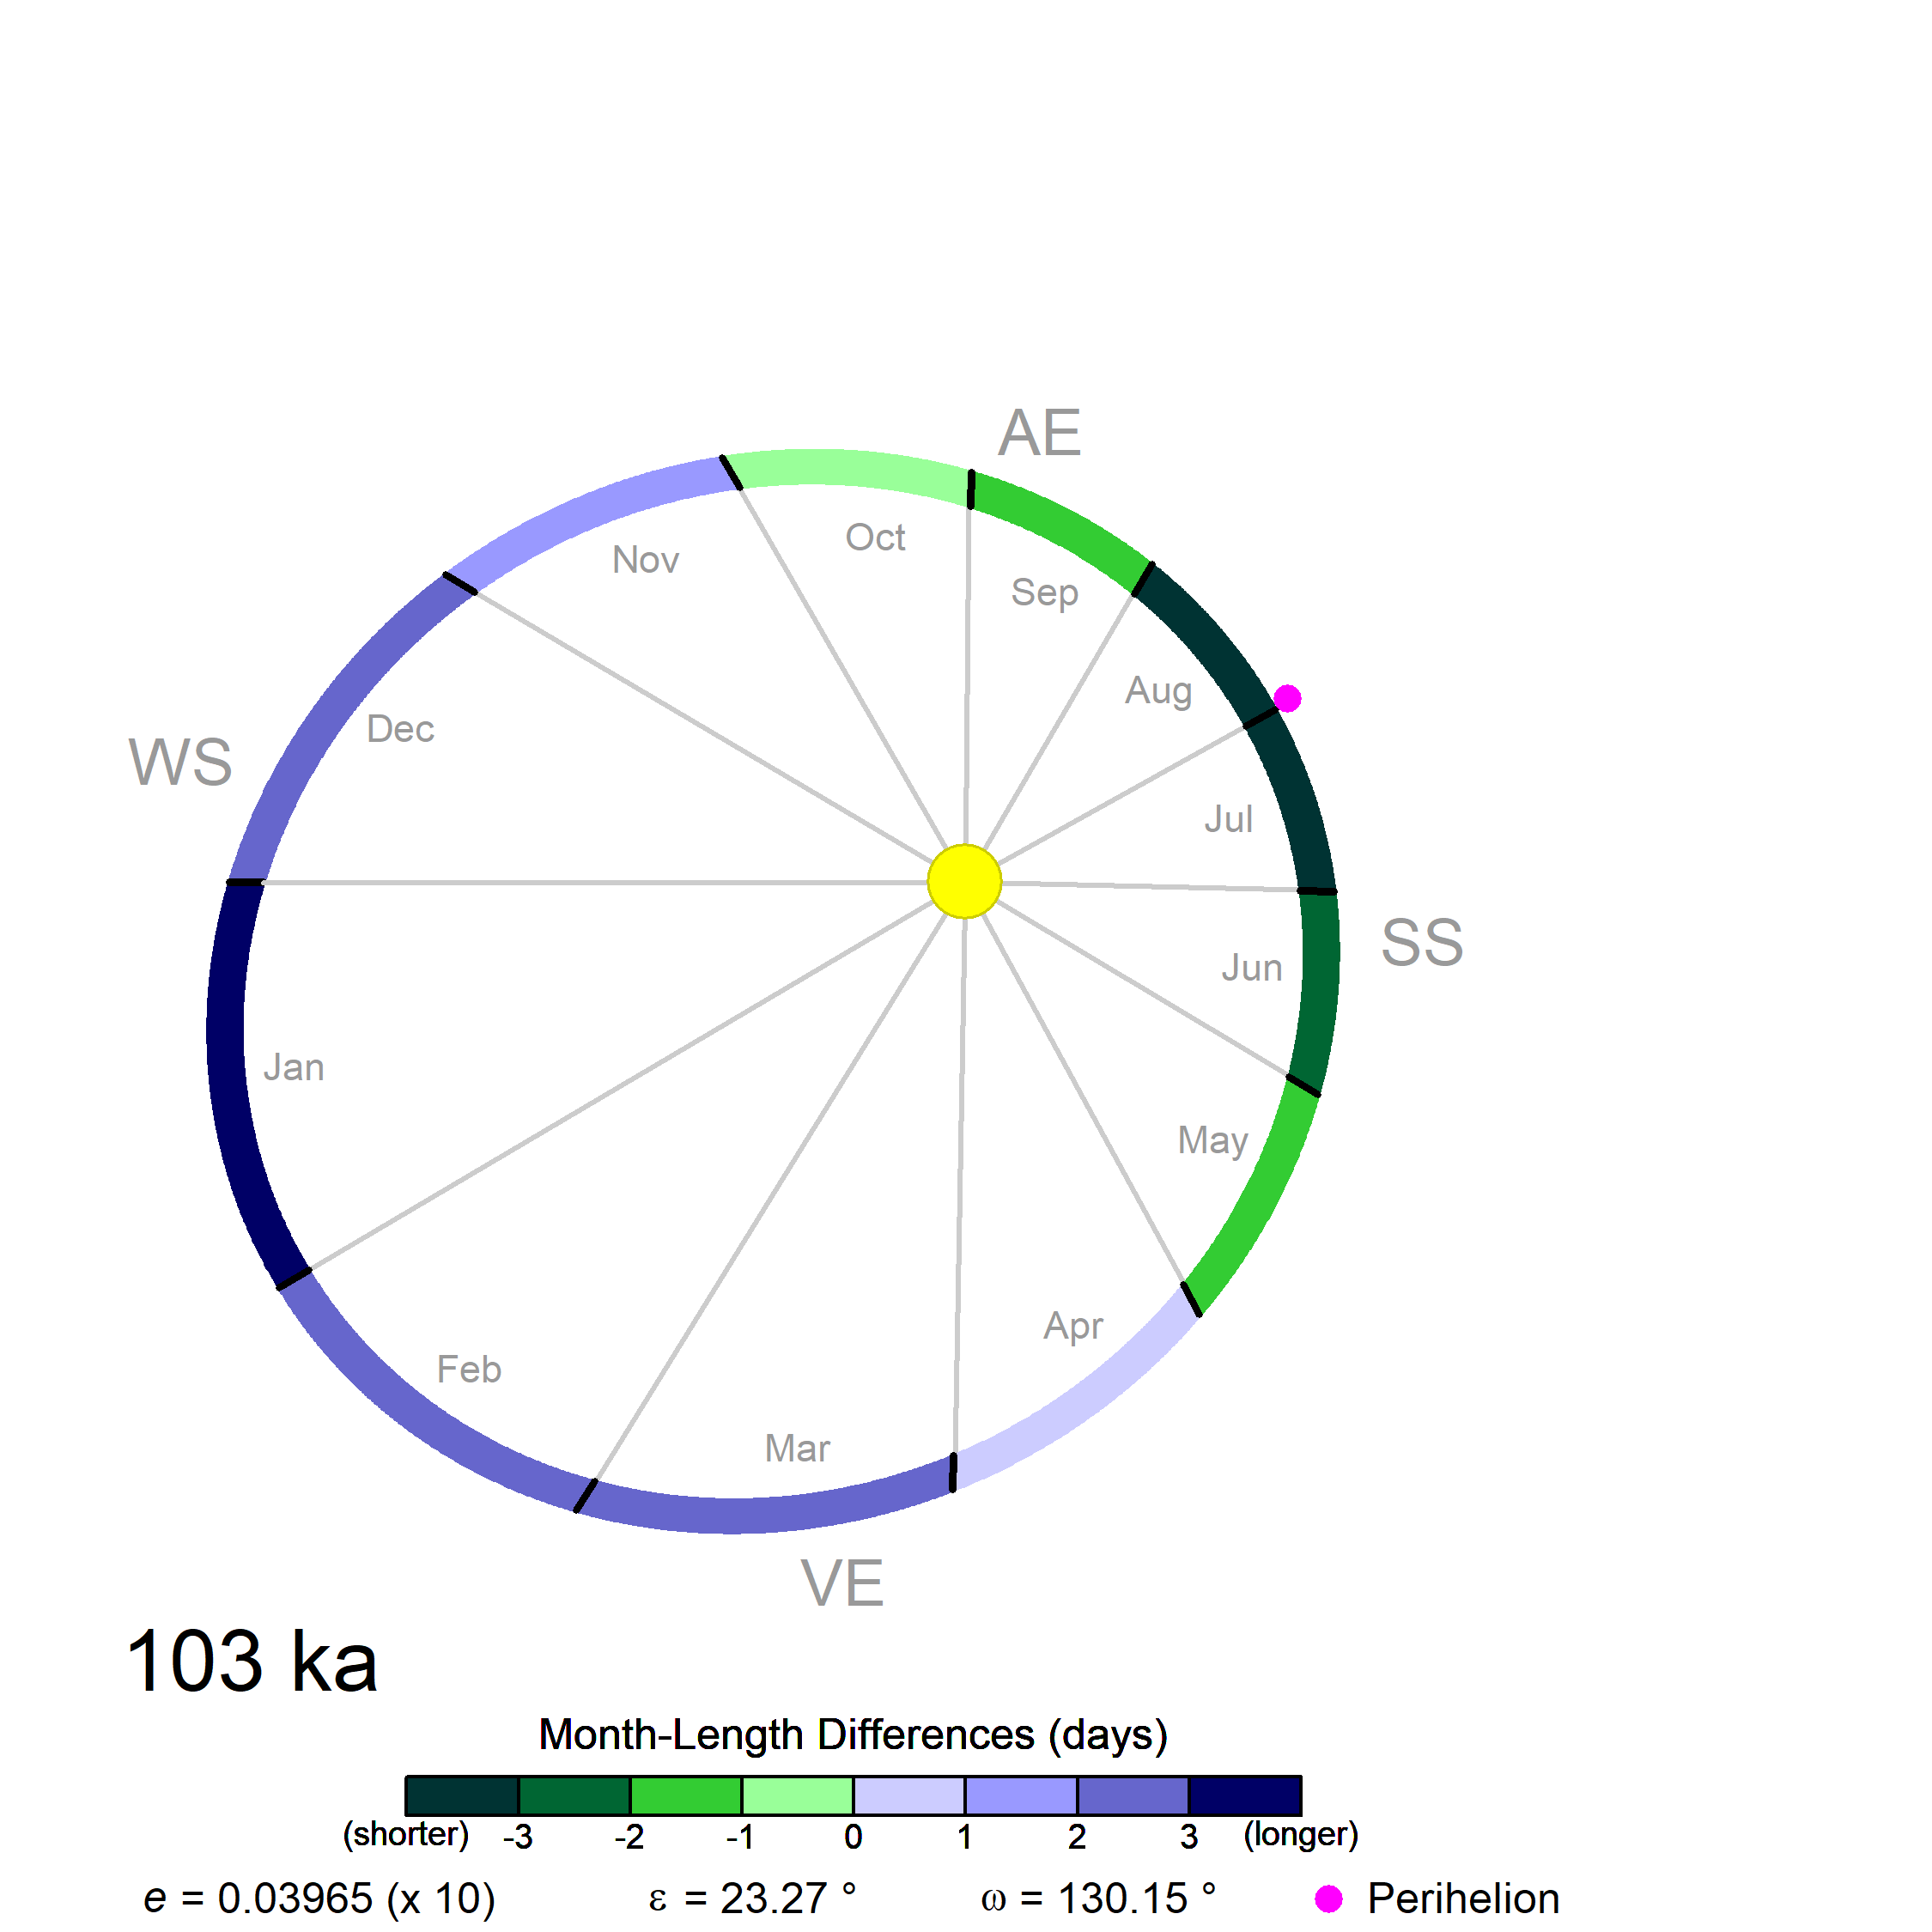 AE
Oct
Nov
Sep
Aug
Dec
WS
Jul
SS
Jun
Jan
May
Apr
Feb
Mar
VE
103 ka
Month-Length Differences (days)
(shorter) -3 -2 -1 0 1 2 3 (longer)
e = 0.03965 (x 10) ε = 23.27 ° ω = 130.15 ° Perihelion